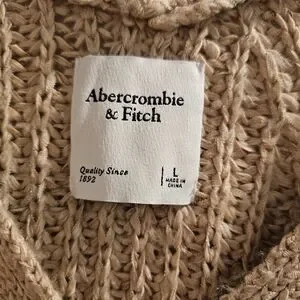 Abercrombie
& Fitch
Quality Since
1892
L
MADE IN
CHINA